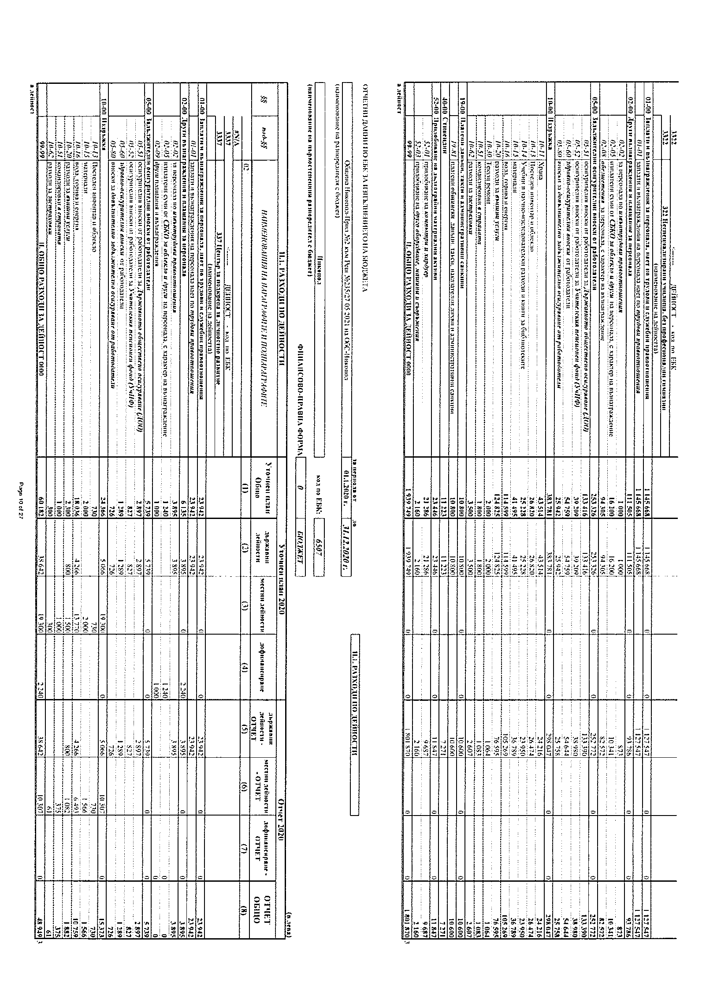 3322 <----- ДЕЙНОСТ - код по ЕБК
3322 322 Неспециализирани училища, без професионални гимназии
(наименование на дейността)
01-00 Заплати и възнаграждения за персонала, нает по трудови и служебни правоотношения 1 145 668 1 145 668 0 0 1 127 547 0 0 1 127 547
01-01 заплати и възнаграждения на персонала нает по трудови правоотношения 1 145 668 1 145 668 1 127 547 1 127 547
02-00 Други възнаграждения и плащания за персонала 111 505 111 505 0 0 93 786 0 0 93 786
02-02 за персонала по извънтрудови правоотношения 1 000 1 000 873 873
02-05 изплатени суми от СБКО за облекло и други на персонала, с характер на възнаграждение 16 200 16 200 10 341 10 341
02-08 обезщетения за персонала, с характер на възнаграждение 94 305 94 305 82 572 82 572
05-00 Задължителни осигурителни вноски от работодатели 253 326 253 326 0 0 252 772 0 0 252 772
05-51 осигурителни вноски от работодатели за Държавното обществено осигуряване (ДОО) 133 416 133 416 133 390 133 390
05-52 осигурителни вноски от работодатели за Учителския пенсионен фонд (УчПФ) 39 209 39 209 38 980 38 980
05-60 здравно-осигурителни вноски от работодатели 54 759 54 759 54 644 54 644
05-80 вноски за допълнително задължително осигуряване от работодатели 25 942 25 942 25 758 25 758
10-00 Издръжка 383 781 383 781 0 0 298 047 0 0 298 047
10-11 Храна 43 514 43 514 24 216 24 216
10-13 Постелен инвентар и облекло 26 820 26 820 26 474 26 474
10-14 Учебни и научно-изследователски разходи и книги за библиотеките 25 228 25 228 23 950 23 950
10-15 материали 41 495 41 495 36 789 36 789
10-16 вода, горива и енергия 114 599 114 599 105 269 105 269
10-20 разходи за външни услуги 124 825 124 825 76 595 76 595
10-30 Текущ ремонт 2 000 2 000 1 064 1 064
10-51 командировки в страната 1 800 1 800 1 083 1 083
10-62 разходи за застраховки 3 500 3 500 2 607 2 607
19-00 Платени данъци, такси и административни санкции 10 800 10 800 0 0 10 600 0 0 10 600
19-81 платени общински данъци, такси, наказателни лихви и административни санкции 10 800 10 800 10 600 10 600
40-00 Стипендии 11 223 11 223 7 271 7 271
52-00 Придобиване на дълготрайни материални активи 23 446 23 446 0 0 11 847 0 0 11 847
52-01 придобиване на компютри и хардуер 21 286 21 286 9 687 9 687
52-03 придобиване на друго оборудване, машини и съоръжения 2 160 2 160 2 160 2 160
99-99 II. ОБЩО РАЗХОДИ ЗА ДЕЙНОСТ 0000 1 939 749 1 939 749 0 0 1 801 870 0 0 1 801 870 3
а дейност
ОТЧЕТНИ ДАННИ ПО ЕБК ЗА ИЗПЪЛНЕНИЕТО НА БЮДЖЕТА
за периода от до II.1. РАЗХОДИ ПО ДЕЙНОСТИ
Община Никопол-Прил.№2 към Реш.№235/27.05.2021 на ОбС-Никопол 01.1.2020 г. 31.12.2020 г.
(наименование на разпоредителя с бюджет)
Никопол код по ЕБК: 6507
(наименование на първостепенния разпоредител с бюджет)
ФИНАНСОВО-ПРАВНА ФОРМА 0 БЮДЖЕТ
(в лева)
II.1. РАЗХОДИ ПО ДЕЙНОСТИ Уточнен план 2020 Отчет 2020
§§ под-§§ НАИМЕНОВАНИЯ НА ПАРАГРАФИТЕ И ПОДПАРАГРАФИТЕ Уточнен план Общо държавни дейности местни дейности дофинансиране държавни дейности - ОТЧЕТ местни дейности - ОТЧЕТ дофинансиране - ОТЧЕТ ОТЧЕТ ОБЩО
02 (1) (2) (3) (4) (5) (6) (7) (8)
#N/A
3337 <----- ДЕЙНОСТ - код по ЕБК
3337 337 Център за подкрепа за личностно развитие
(наименование на дейността)
01-00 Заплати и възнаграждения за персонала, нает по трудови и служебни правоотношения 23 942 23 942 0 0 23 942 0 0 23 942
01-01 заплати и възнаграждения на персонала нает по трудови правоотношения 23 942 23 942 23 942 23 942
02-00 Други възнаграждения и плащания за персонала 6 135 3 895 0 2 240 3 895 0 0 3 895
02-02 за персонала по извънтрудови правоотношения 3 895 3 895 3 895 3 895
02-05 изплатени суми от СБКО за облекло и други на персонала, с характер на възнаграждение 1 240 1 240 0 0
02-09 други плащания и възнаграждения 1 000 1 000 0 0
05-00 Задължителни осигурителни вноски от работодатели 5 739 5 739 0 0 5 739 0 0 5 739
05-51 осигурителни вноски от работодатели за Държавното обществено осигуряване (ДОО) 2 897 2 897 2 897 2 897
05-52 осигурителни вноски от работодатели за Учителския пенсионен фонд (УчПФ) 827 827 827 827
05-60 здравно-осигурителни вноски от работодатели 1 289 1 289 1 289 1 289
05-80 вноски за допълнително задължително осигуряване от работодатели 726 726 726 726
10-00 Издръжка 24 366 5 066 19 300 0 5 066 10 307 0 15 373
10-13 Постелен инвентар и облекло 730 730 730 730
10-15 материали 2 000 2 000 1 566 1 566
10-16 вода, горива и енергия 18 036 4 266 13 770 4 266 6 493 10 759
10-20 разходи за външни услуги 2 300 800 1 500 800 1 082 1 882
10-51 командировки в страната 1 000 1 000 375 375
10-62 разходи за застраховки 300 300 61 61
99-99 II. ОБЩО РАЗХОДИ ЗА ДЕЙНОСТ 0000 60 182 38 642 19 300 2 240 38 642 10 307 0 48 949 3
а дейност
Page 10 of 27